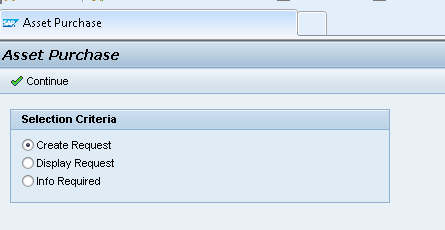 SAP Asset Purchase
Asset Purchase
Continue
Selection Criteria
Create Request
Display Request
Info Required